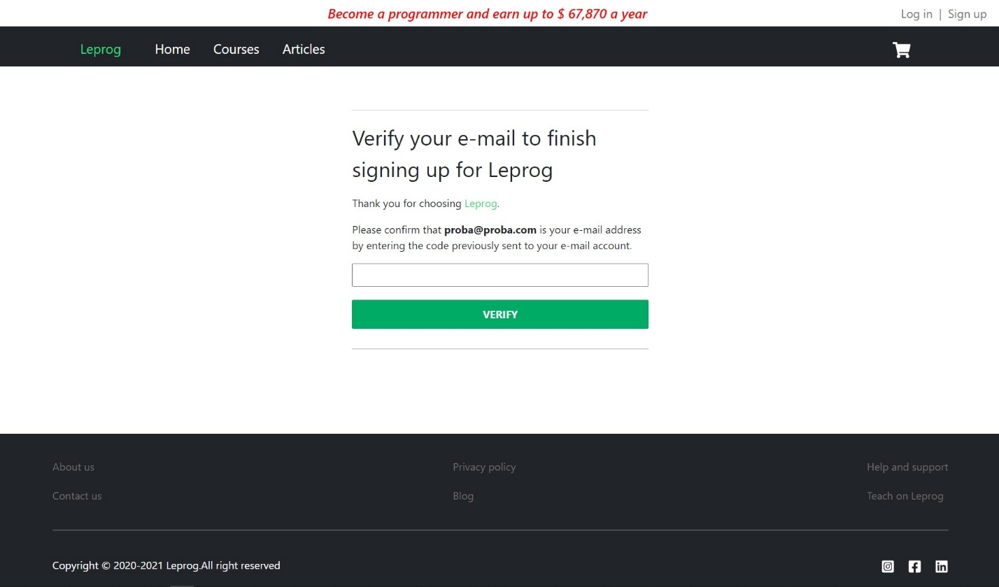 Become a programmer and earn up to $ 67,870 a year
Log in | Sign up
Leprog Home Courses Articles
Verify your e-mail to finish
signing up for Leprog
Thank you for choosing Leprog.
Please confirm that proba@proba.com is your e-mail address
by entering the code previously sent to your e-mail account.
VERIFY
About us Privacy policy Help and support
Contact us Blog Teach on Leprog
Copyright © 2020-2021 Leprog.All right reserved